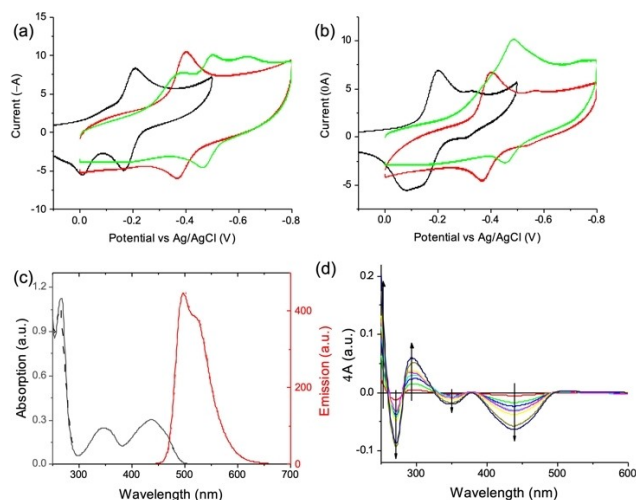 (a)
15
10
5
0
-5
-10
Current (–A)
0.0 -0.2 -0.4 -0.6 -0.8
Potential vs Ag/AgCl (V)
(b)
10
5
0
-5
Current (oA)
0.0 -0.2 -0.4 -0.6 -0.8
Potential vs Ag/AgCl (V)
(c)
1.2
0.9
0.6
0.3
0.0
Absorption (a.u.)
400
200
0
Emission (a.u.)
300 400 500 600 700
Wavelength (nm)
(d)
0.2
0.1
0.0
-0.1
4A (a.u.)
300 400 500 600
Wavelength (nm)